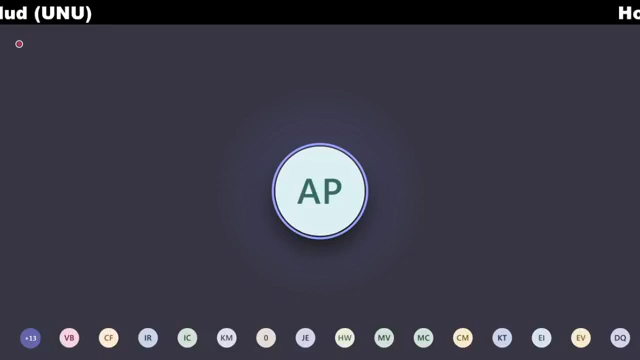 lud (UNU) Ho
AP
+13 VB CF IR IC KM 0 JE HW MV MC CM KT EI EV DQ